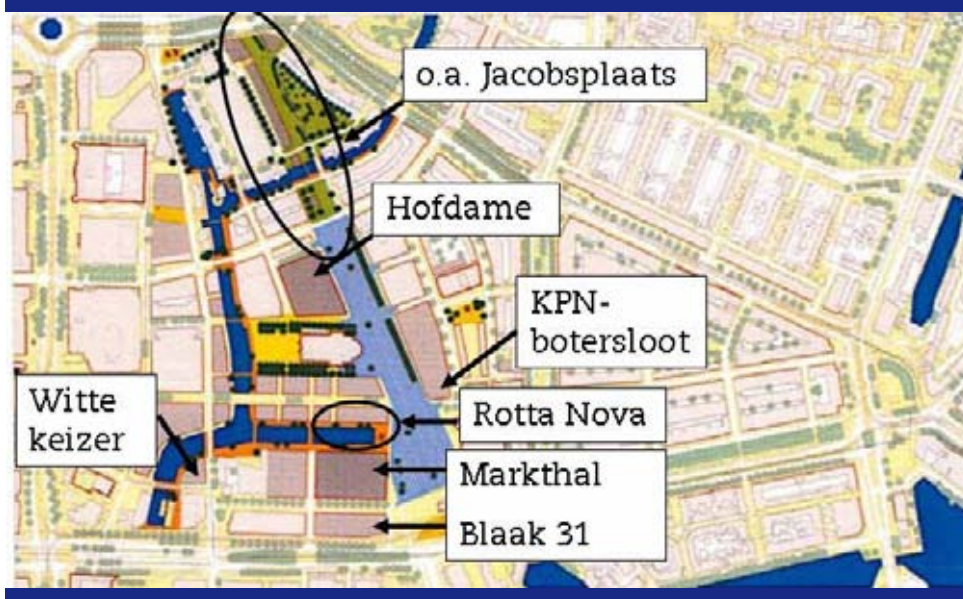 o.a. Jacobsplaats
Hofdame
KPN-
botersloot
Witte
keizer
Rotta Nova
Markthal
Blaak 31